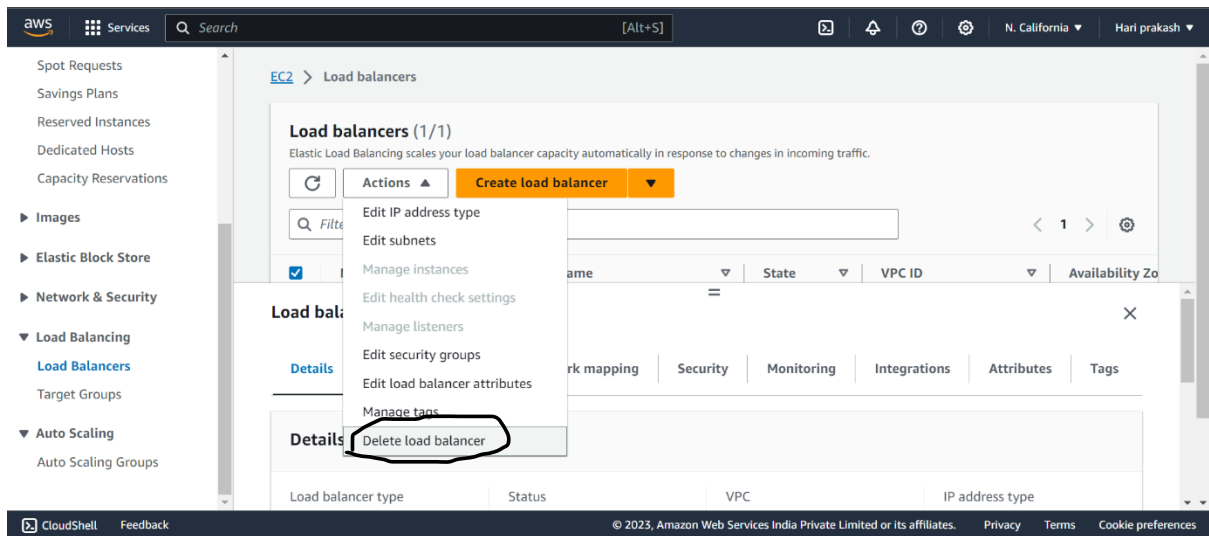 aws Services Search [Alt+S] N. California Hari prakash
Spot Requests
Savings Plans
Reserved Instances
Dedicated Hosts
Capacity Reservations
Images
Elastic Block Store
Network & Security
Load Balancing
Load Balancers
Target Groups
Auto Scaling
Auto Scaling Groups
EC2 > Load balancers
Load balancers (1/1)
Elastic Load Balancing scales your load balancer capacity automatically in response to changes in incoming traffic.
Actions Create load balancer
1
State VPC ID
Edit IP address type
Edit subnets
Manage instances
Edit health check settings
Manage listeners
Edit security groups
Edit load balancer attributes
Manage tags
Delete load balancer
Details mapping Security Monitoring Integrations Attributes Tags
Details
Load balancer type Status VPC IP address type
CloudShell Feedback © 2023, Amazon Web Services India Private Limited or its affiliates. Privacy Terms Cookie preferences